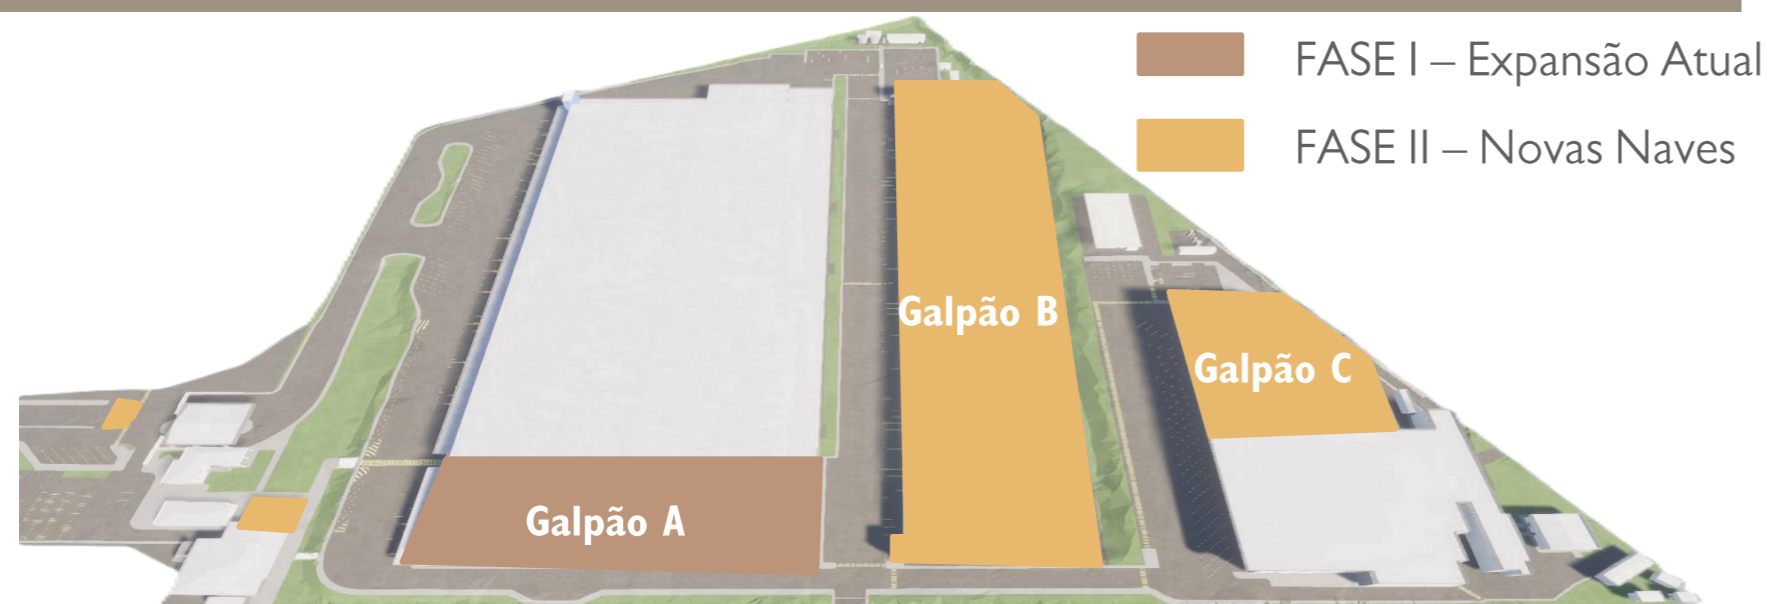 FASE I – Expansão Atual
FASE II – Novas Naves
Galpão B
Galpão C
Galpão A